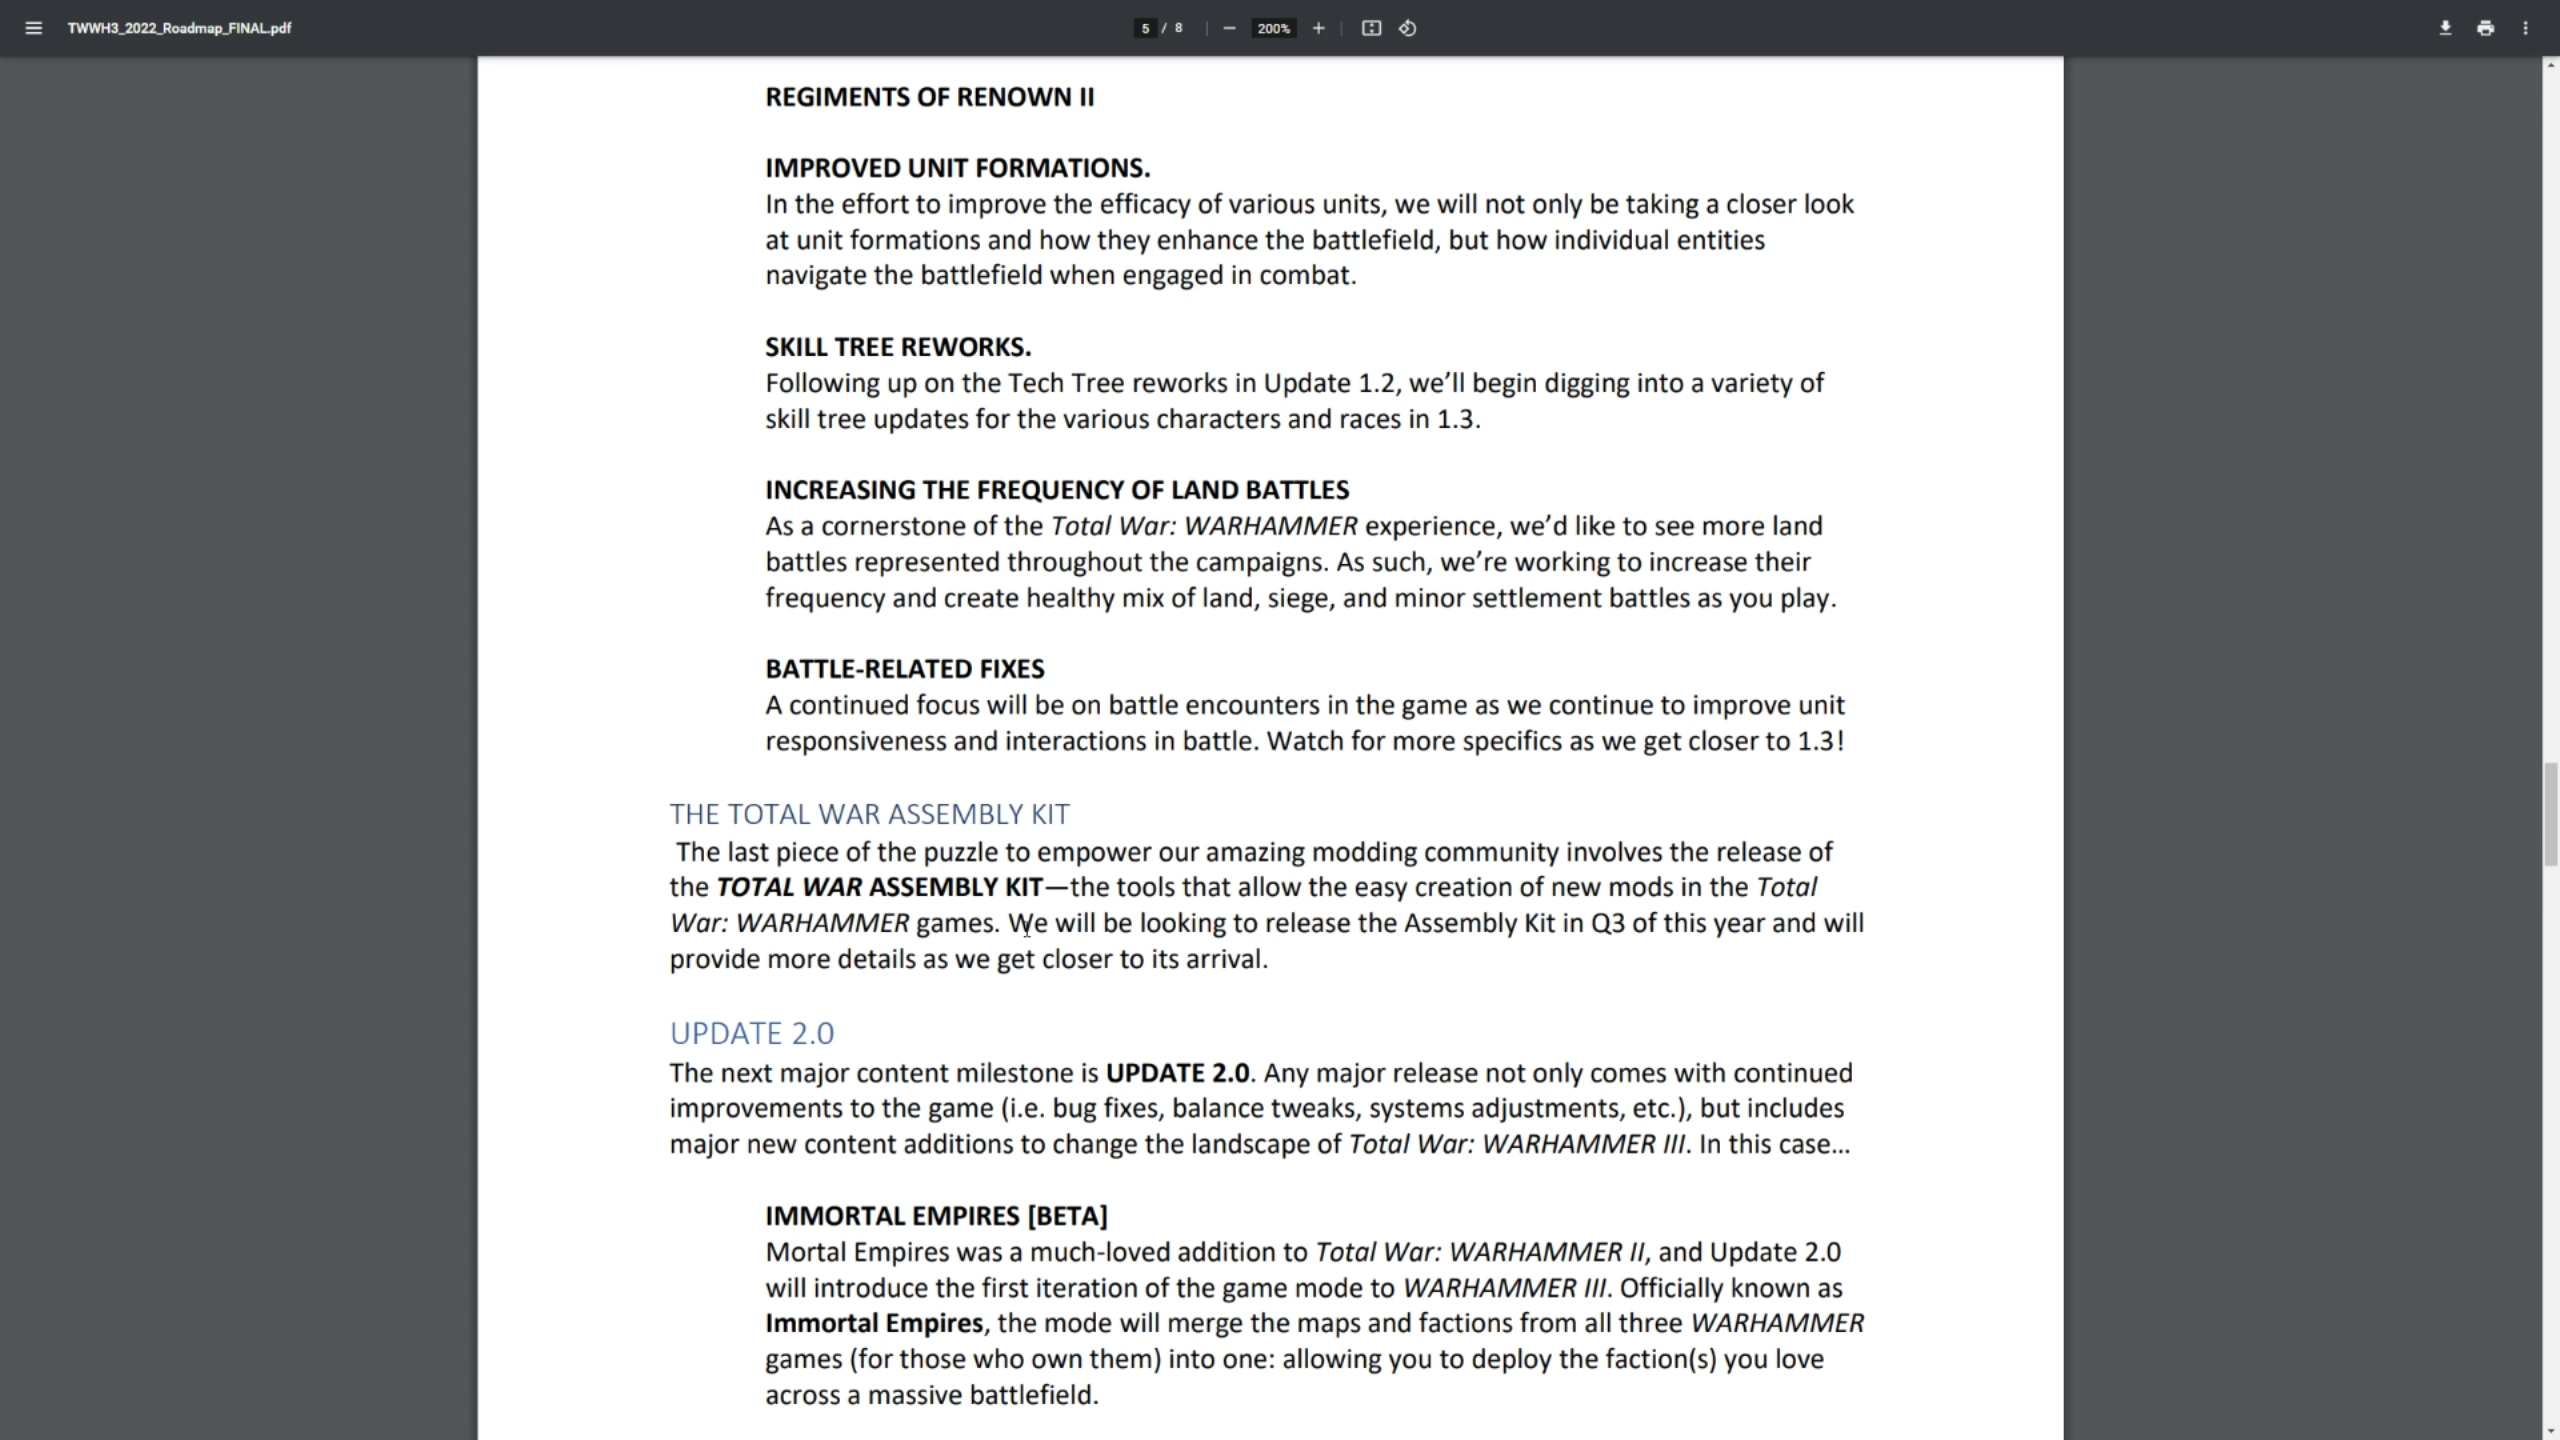 TWWH3_2022_Roadmap_FINAL.pdf
5 / 8
200%
REGIMENTS OF RENOWN II
IMPROVED UNIT FORMATIONS.
In the effort to improve the efficacy of various units, we will not only be taking a closer look
at unit formations and how they enhance the battlefield, but how individual entities
navigate the battlefield when engaged in combat.
SKILL TREE REWORKS.
Following up on the Tech Tree reworks in Update 1.2, we’ll begin digging into a variety of
skill tree updates for the various characters and races in 1.3.
INCREASING THE FREQUENCY OF LAND BATTLES
As a cornerstone of the Total War: WARHAMMER experience, we’d like to see more land
battles represented throughout the campaigns. As such, we’re working to increase their
frequency and create healthy mix of land, siege, and minor settlement battles as you play.
BATTLE-RELATED FIXES
A continued focus will be on battle encounters in the game as we continue to improve unit
responsiveness and interactions in battle. Watch for more specifics as we get closer to 1.3!
THE TOTAL WAR ASSEMBLY KIT
The last piece of the puzzle to empower our amazing modding community involves the release of
the TOTAL WAR ASSEMBLY KIT—the tools that allow the easy creation of new mods in the Total
War: WARHAMMER games. We will be looking to release the Assembly Kit in Q3 of this year and will
provide more details as we get closer to its arrival.
UPDATE 2.0
The next major content milestone is UPDATE 2.0. Any major release not only comes with continued
improvements to the game (i.e. bug fixes, balance tweaks, systems adjustments, etc.), but includes
major new content additions to change the landscape of Total War: WARHAMMER III. In this case…
IMMORTAL EMPIRES [BETA]
Mortal Empires was a much-loved addition to Total War: WARHAMMER II, and Update 2.0
will introduce the first iteration of the game mode to WARHAMMER III. Officially known as
Immortal Empires, the mode will merge the maps and factions from all three WARHAMMER
games (for those who own them) into one: allowing you to deploy the faction(s) you love
across a massive battlefield.